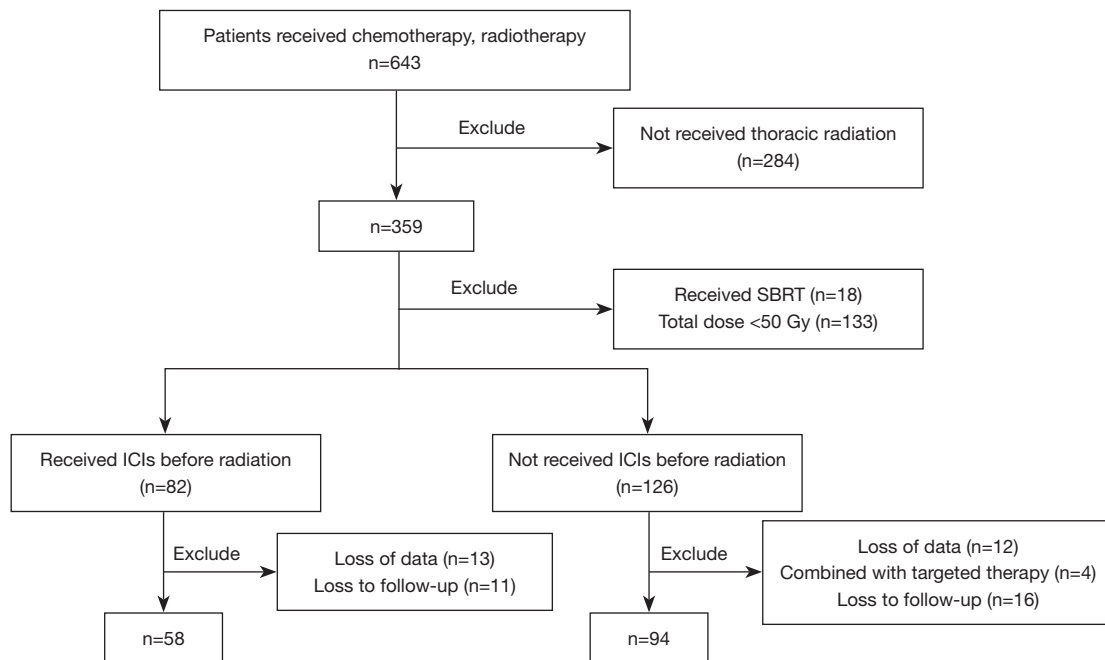 Patients received chemotherapy, radiotherapy
n=643
Exclude
Not received thoracic radiation
(n=284)
n=359
Exclude
Received SBRT (n=18)
Total dose <50 Gy (n=133)
Received ICIs before radiation
(n=82)
Not received ICIs before radiation
(n=126)
Exclude
Loss of data (n=13)
Loss to follow-up (n=11)
Exclude
Loss of data (n=12)
Combined with targeted therapy (n=4)
Loss to follow-up (n=16)
n=58
n=94